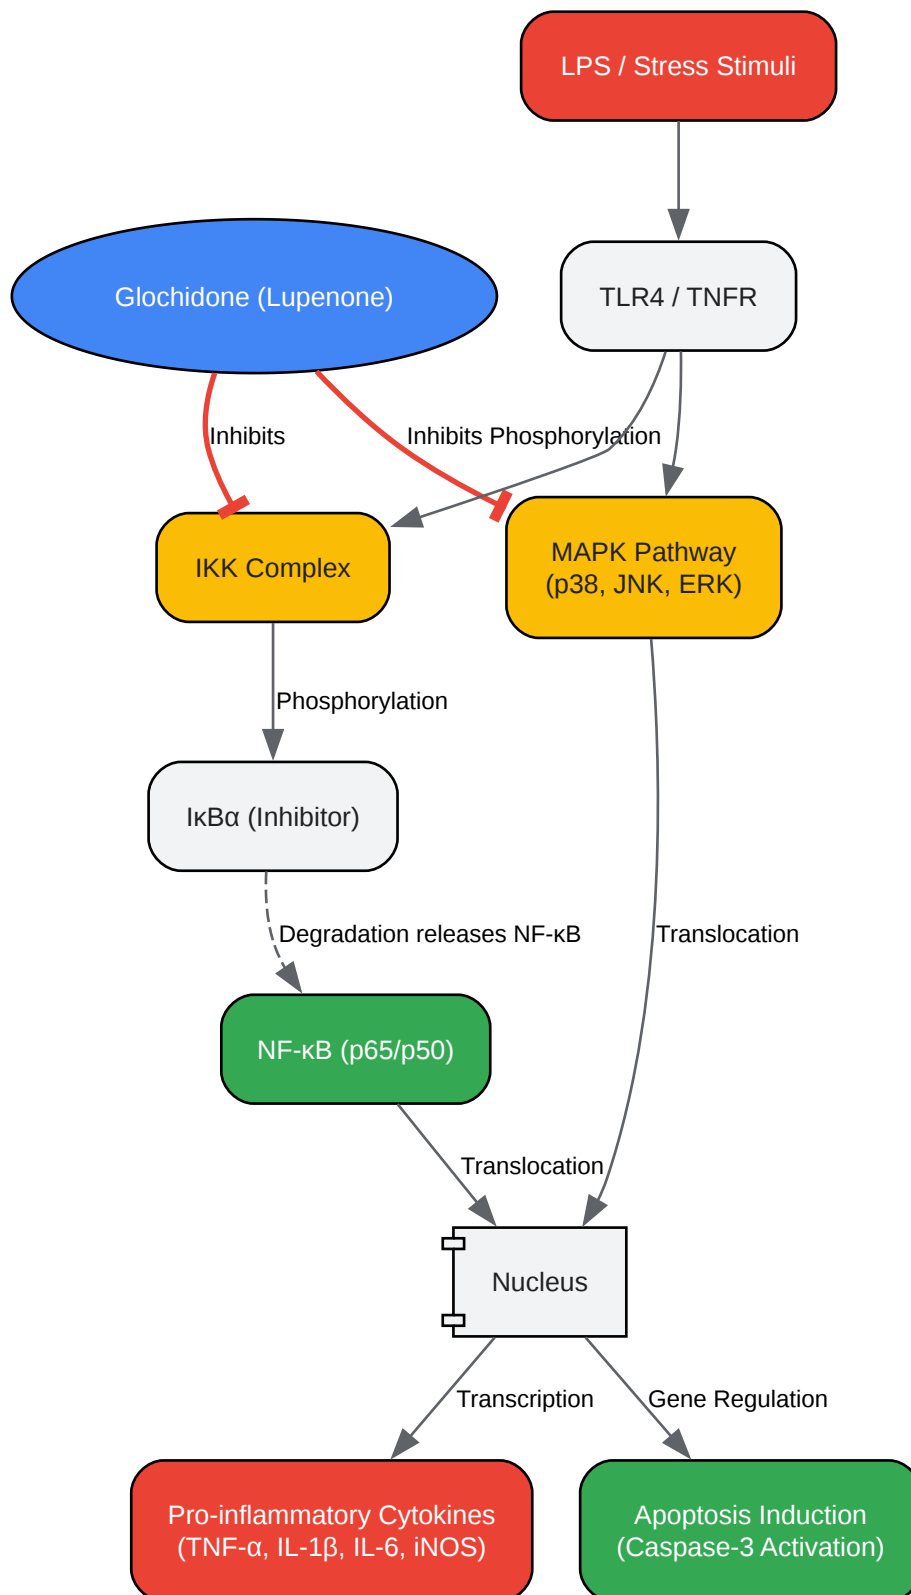 LPS / Stress Stimuli
Glochidone (Lupenone)
TLR4 / TNFR
Inhibits
Inhibits Phosphorylation
IKK Complex
MAPK Pathway
(p38, JNK, ERK)
Phosphorylation
IκBα (Inhibitor)
Degradation releases NF-κB
Translocation
NF-κB (p65/p50)
Translocation
Nucleus
Transcription
Gene Regulation
Pro-inflammatory Cytokines
(TNF-α, IL-1β, IL-6, iNOS)
Apoptosis Induction
(Caspase-3 Activation)